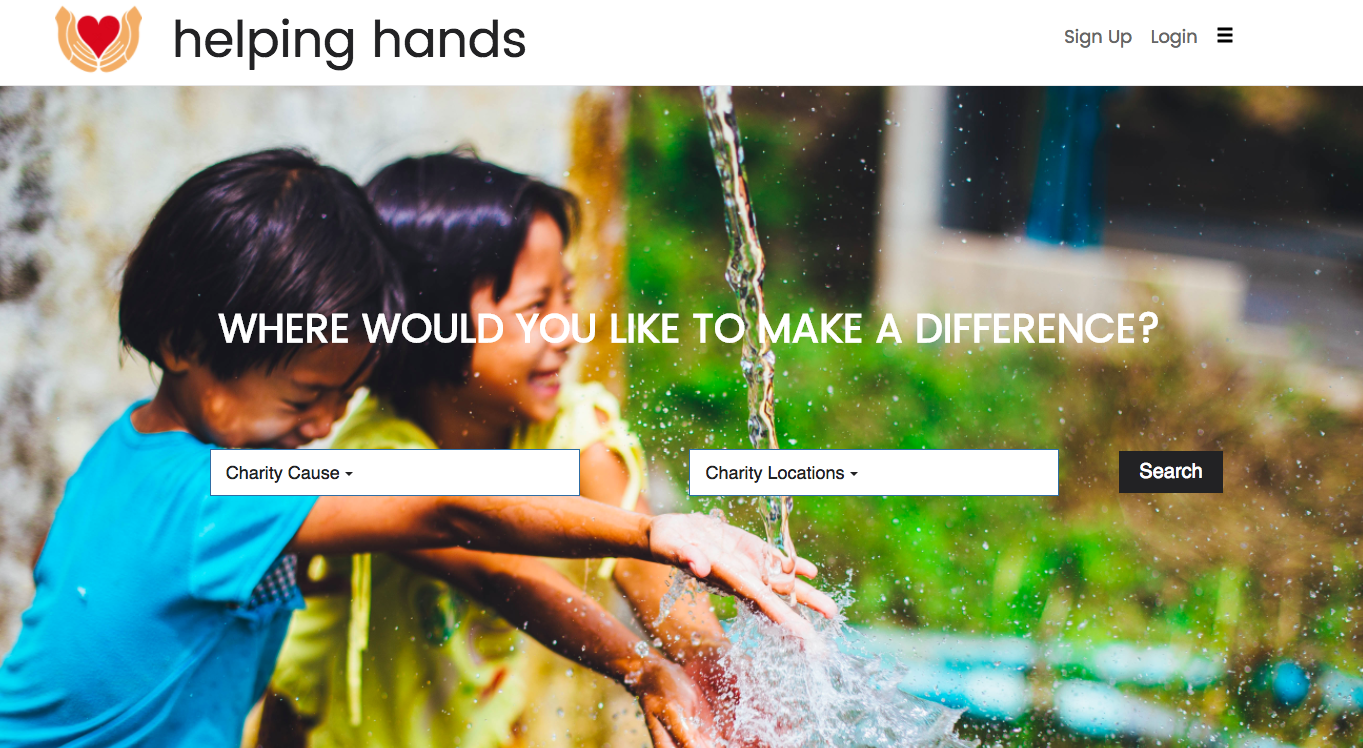 helping hands
Sign Up Login
WHERE WOULD YOU LIKE TO MAKE A DIFFERENCE?
Charity Cause
Charity Locations
Search